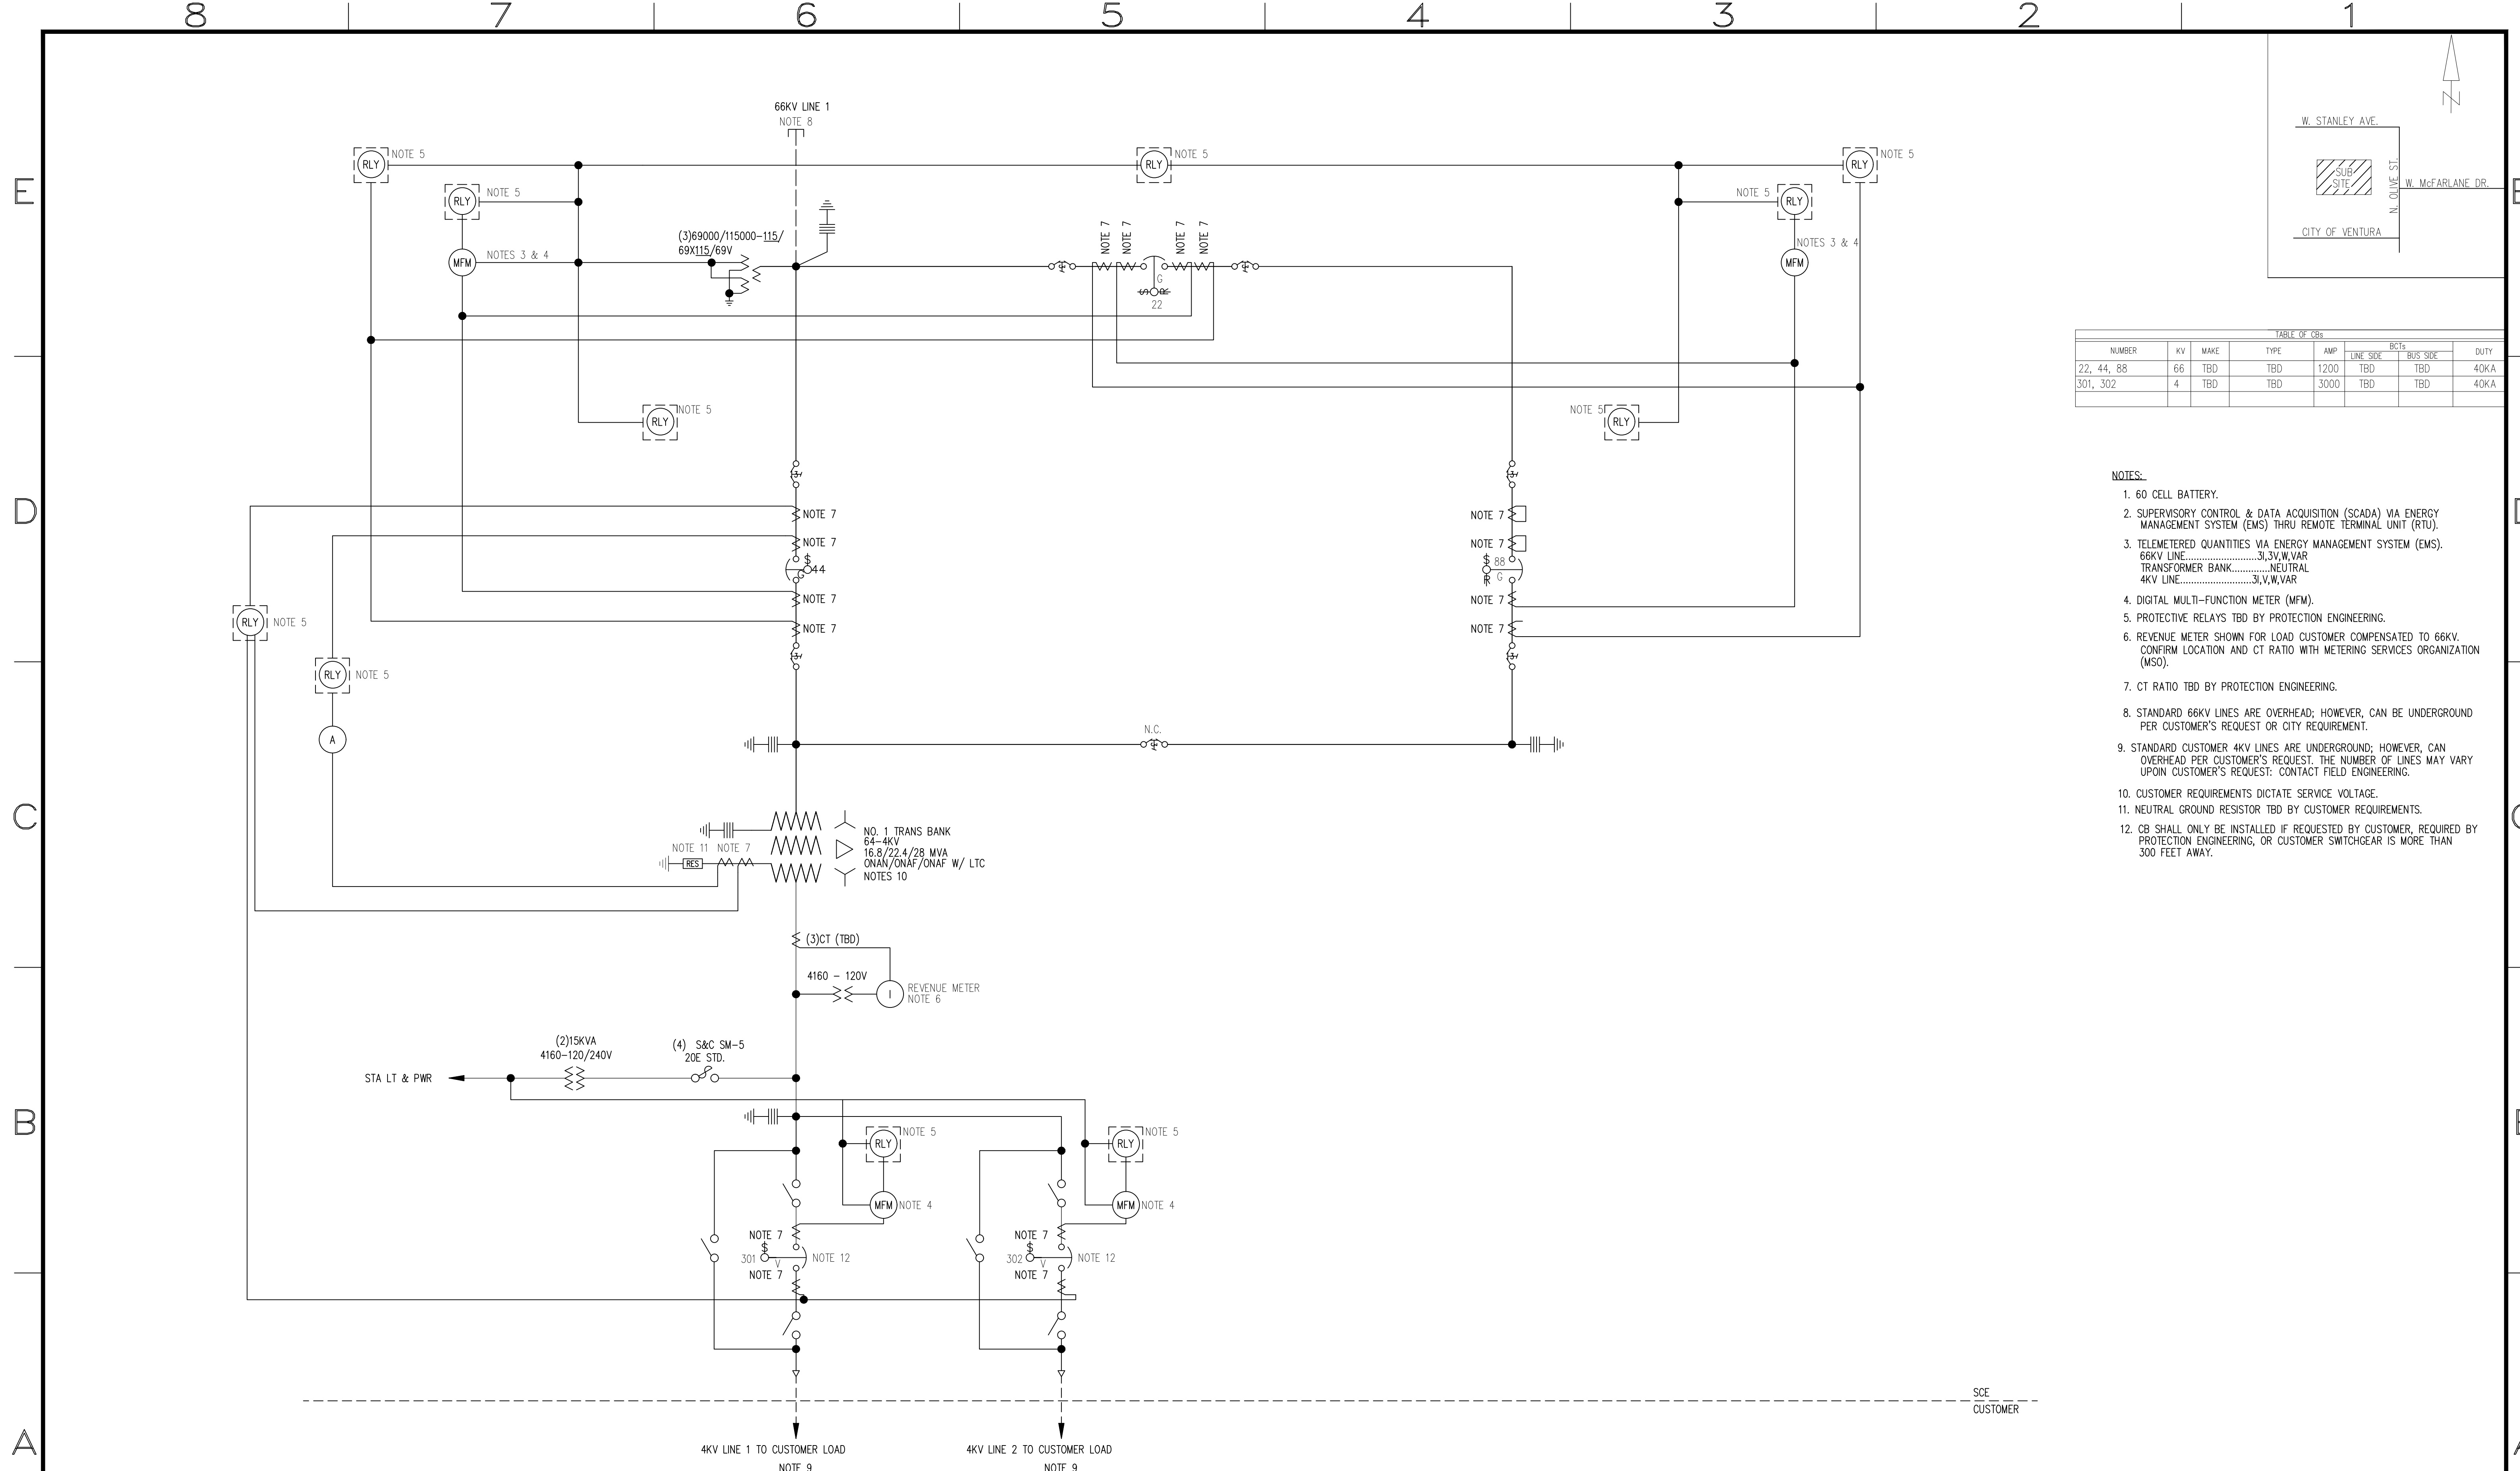 8 7 6 5 4 3 2 1
E
D
C
B
A
66KV LINE 1
NOTE 8
RLY NOTE 5
RLY NOTE 5
RLY NOTE 5
RLY NOTE 5
NOTE 5 RLY
MFM NOTES 3 & 4
NOTES 3 & 4
MFM
(3)69000/115000-115/
69X115/69V
NOTE 7
NOTE 7
NOTE 7
NOTE 7
G
S R
22
RLY NOTE 5
NOTE 5 RLY
NOTE 7
NOTE 7
$
G 44
NOTE 7
NOTE 7
NOTE 7
NOTE 7
$ 88
R G
NOTE 7
NOTE 7
RLY NOTE 5
RLY NOTE 5
A
N.C.
NO. 1 TRANS BANK
64-4KV
16.8/22.4/28 MVA
ONAN/ONAF/ONAF W/ LTC
NOTES 10
NOTE 11 NOTE 7
RES
(3)CT (TBD)
4160 - 120V
I
REVENUE METER
NOTE 6
(2)15KVA
4160-120/240V
(4) S&C SM-5
20E STD.
STA LT & PWR
RLY NOTE 5
RLY NOTE 5
MFM NOTE 4
MFM NOTE 4
NOTE 7
$
301 V NOTE 12
NOTE 7
NOTE 7
$
302 V NOTE 12
NOTE 7
SCE
CUSTOMER
4KV LINE 1 TO CUSTOMER LOAD
NOTE 9
4KV LINE 2 TO CUSTOMER LOAD
NOTE 9
N
W. STANLEY AVE.
SUB
SITE
N. OLIVE ST.
W. McFARLANE DR.
CITY OF VENTURA
TABLE OF CBs
NUMBER KV MAKE TYPE AMP BCTs DUTY
LINE SIDE BUS SIDE
22, 44, 88 66 TBD TBD 1200 TBD TBD 40KA
301, 302 4 TBD TBD 3000 TBD TBD 40KA
NOTES:
1. 60 CELL BATTERY.
2. SUPERVISORY CONTROL & DATA ACQUISITION (SCADA) VIA ENERGY
MANAGEMENT SYSTEM (EMS) THRU REMOTE TERMINAL UNIT (RTU).
3. TELEMETERED QUANTITIES VIA ENERGY MANAGEMENT SYSTEM (EMS).
66KV LINE..........................3I,3V,W,VAR
TRANSFORMER BANK..............NEUTRAL
4KV LINE..........................3I,V,W,VAR
4. DIGITAL MULTI-FUNCTION METER (MFM).
5. PROTECTIVE RELAYS TBD BY PROTECTION ENGINEERING.
6. REVENUE METER SHOWN FOR LOAD CUSTOMER COMPENSATED TO 66KV.
CONFIRM LOCATION AND CT RATIO WITH METERING SERVICES ORGANIZATION
(MSO).
7. CT RATIO TBD BY PROTECTION ENGINEERING.
8. STANDARD 66KV LINES ARE OVERHEAD; HOWEVER, CAN BE UNDERGROUND
PER CUSTOMER'S REQUEST OR CITY REQUIREMENT.
9. STANDARD CUSTOMER 4KV LINES ARE UNDERGROUND; HOWEVER, CAN
OVERHEAD PER CUSTOMER'S REQUEST. THE NUMBER OF LINES MAY VARY
UPOIN CUSTOMER'S REQUEST: CONTACT FIELD ENGINEERING.
10. CUSTOMER REQUIREMENTS DICTATE SERVICE VOLTAGE.
11. NEUTRAL GROUND RESISTOR TBD BY CUSTOMER REQUIREMENTS.
12. CB SHALL ONLY BE INSTALLED IF REQUESTED BY CUSTOMER, REQUIRED BY
PROTECTION ENGINEERING, OR CUSTOMER SWITCHGEAR IS MORE THAN
300 FEET AWAY.